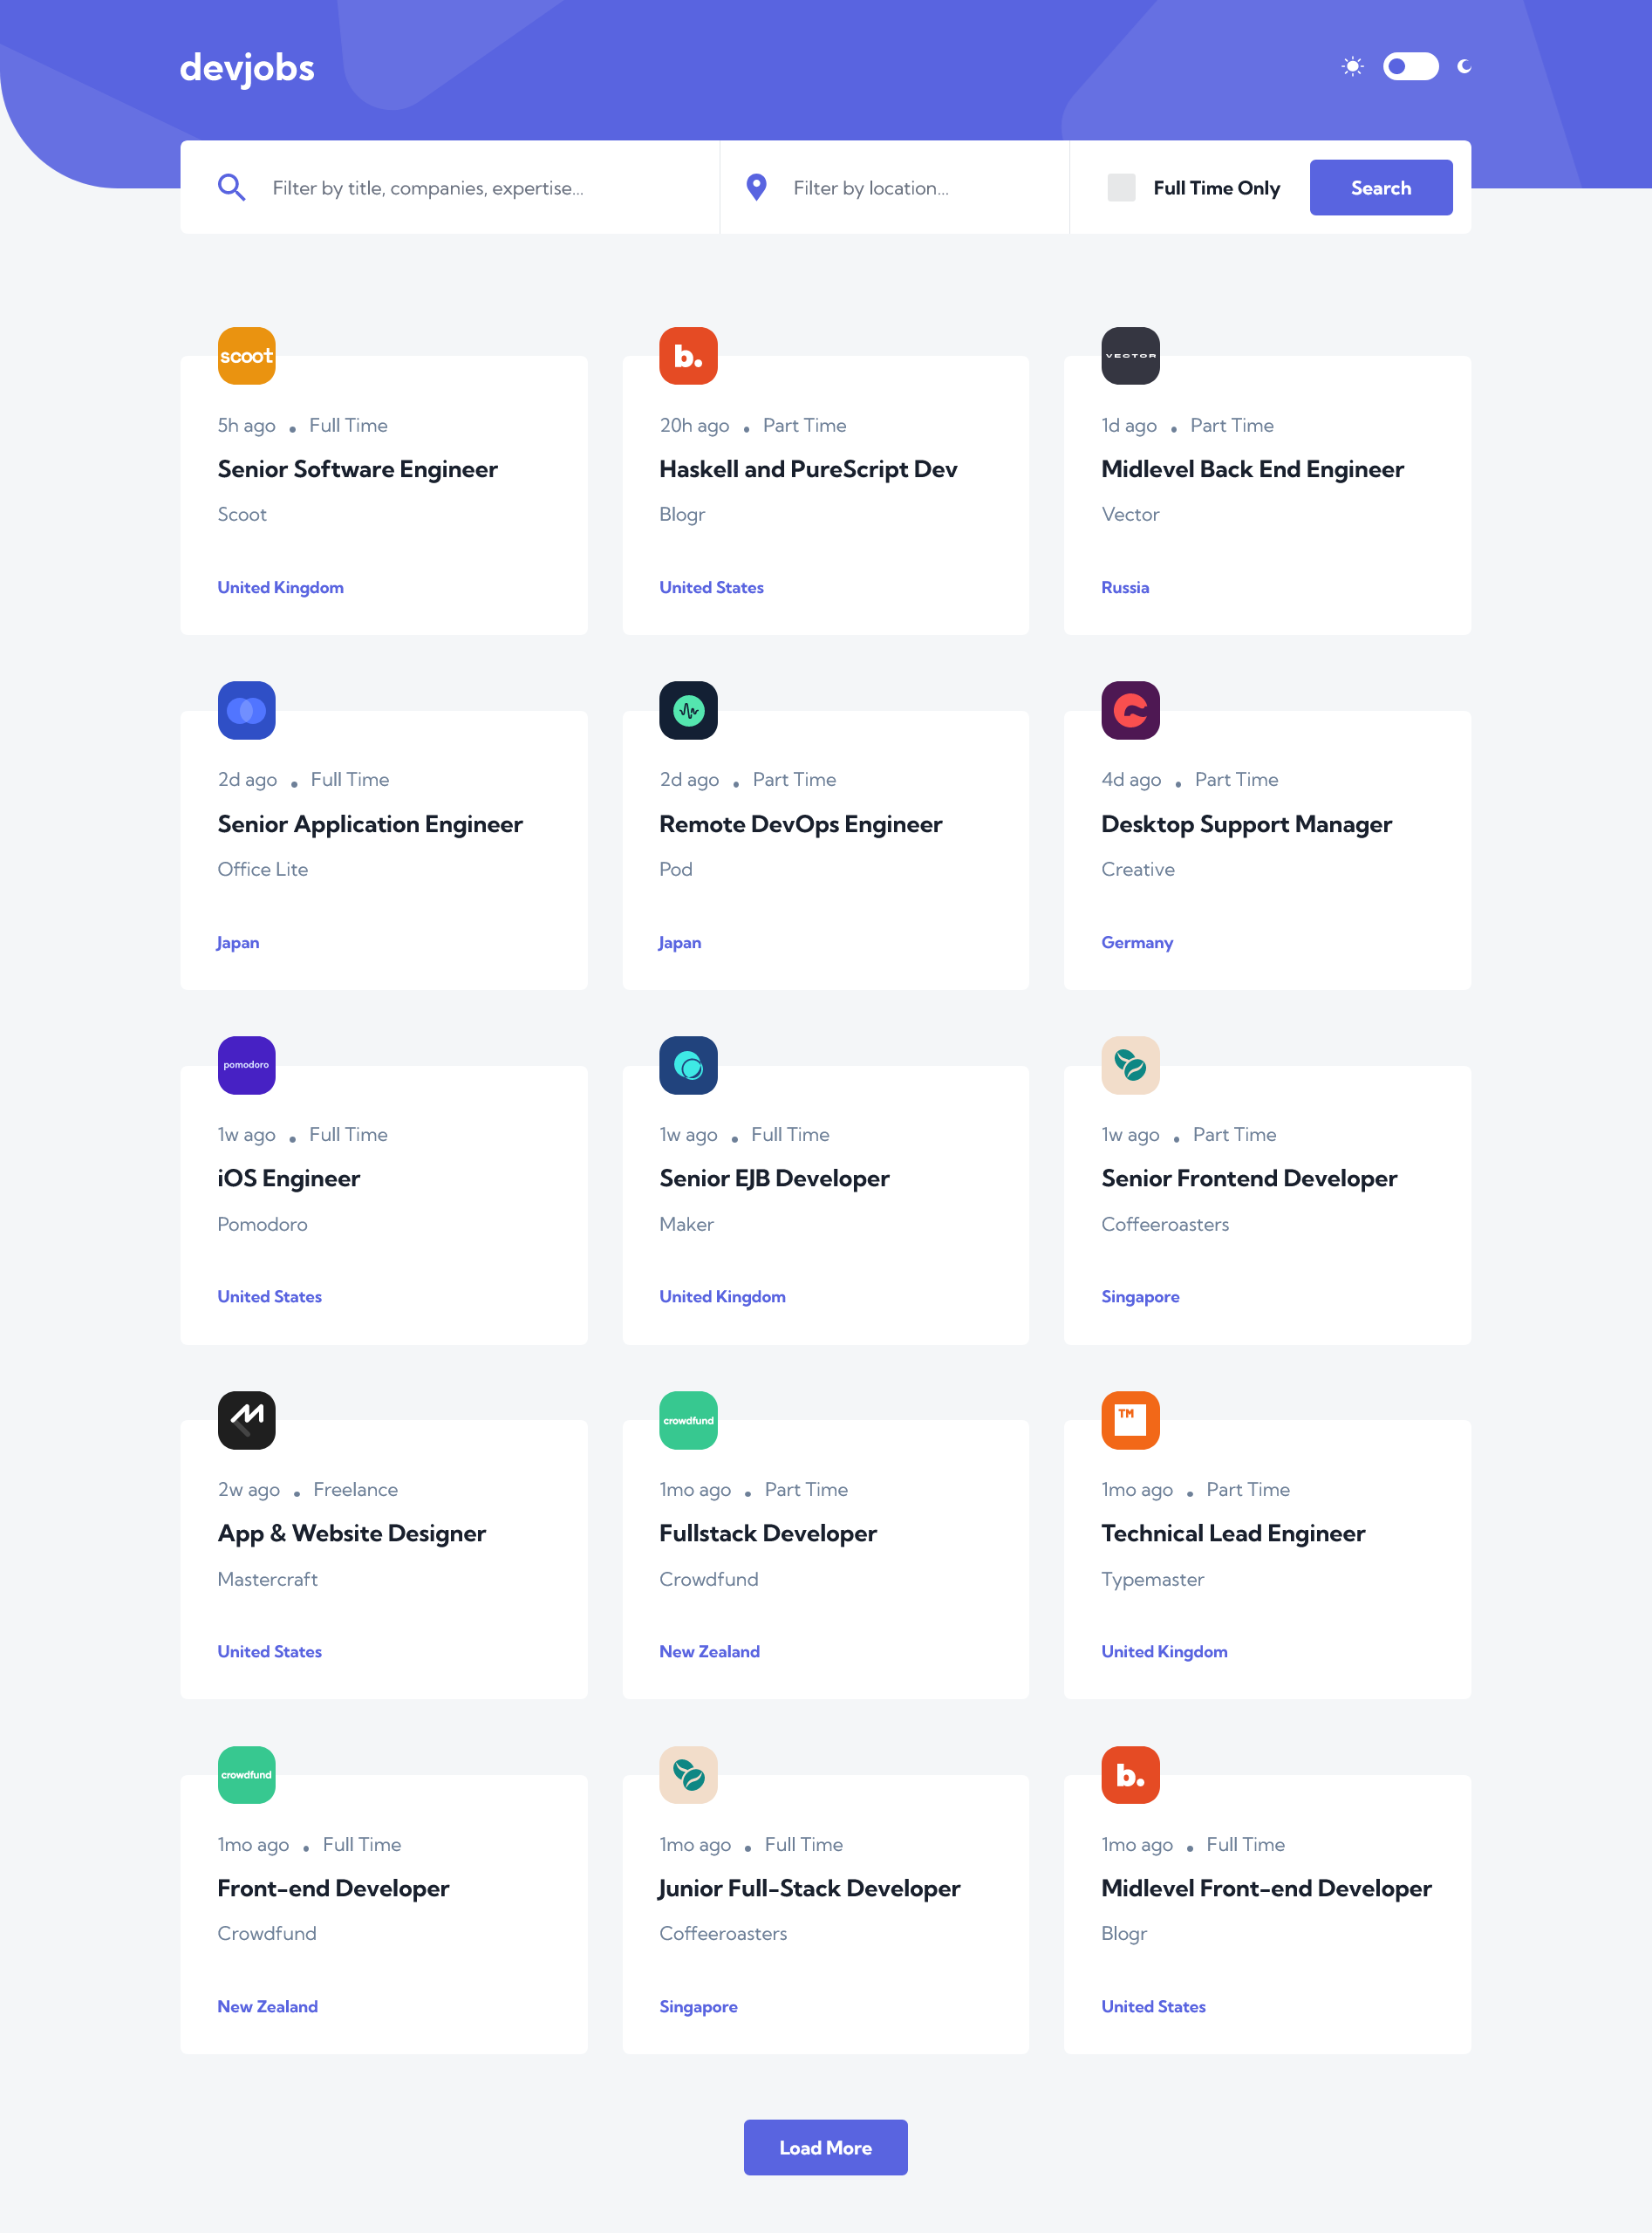 devjobs
Filter by title, companies, expertise...
Filter by location...
Full Time Only
Search
scoot
5h ago . Full Time
Senior Software Engineer
Scoot
United Kingdom
b.
20h ago . Part Time
Haskell and PureScript Dev
Blogr
United States
VECTOR
1d ago . Part Time
Midlevel Back End Engineer
Vector
Russia
2d ago . Full Time
Senior Application Engineer
Office Lite
Japan
2d ago . Part Time
Remote DevOps Engineer
Pod
Japan
4d ago . Part Time
Desktop Support Manager
Creative
Germany
pomodoro
1w ago . Full Time
iOS Engineer
Pomodoro
United States
1w ago . Full Time
Senior EJB Developer
Maker
United Kingdom
1w ago . Part Time
Senior Frontend Developer
Coffeeroasters
Singapore
2w ago . Freelance
App & Website Designer
Mastercraft
United States
crowdfund
1mo ago . Part Time
Fullstack Developer
Crowdfund
New Zealand
TM
1mo ago . Part Time
Technical Lead Engineer
Typemaster
United Kingdom
crowdfund
1mo ago . Full Time
Front-end Developer
Crowdfund
New Zealand
1mo ago . Full Time
Junior Full-Stack Developer
Coffeeroasters
Singapore
b.
1mo ago . Full Time
Midlevel Front-end Developer
Blogr
United States
Load More